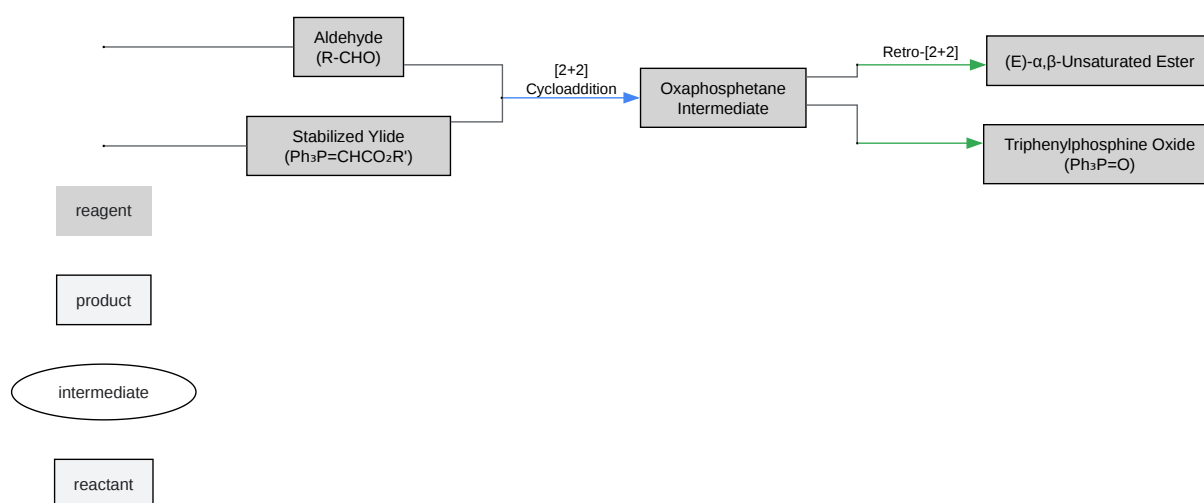 Aldehyde
(R-CHO)
Stabilized Ylide
(Ph₃P=CHCO₂R')
[2+2]
Cycloaddition
Oxaphosphetane
Intermediate
Retro-[2+2]
(E)-α,β-Unsaturated Ester
Triphenylphosphine Oxide
(Ph₃P=O)
reagent
product
intermediate
reactant